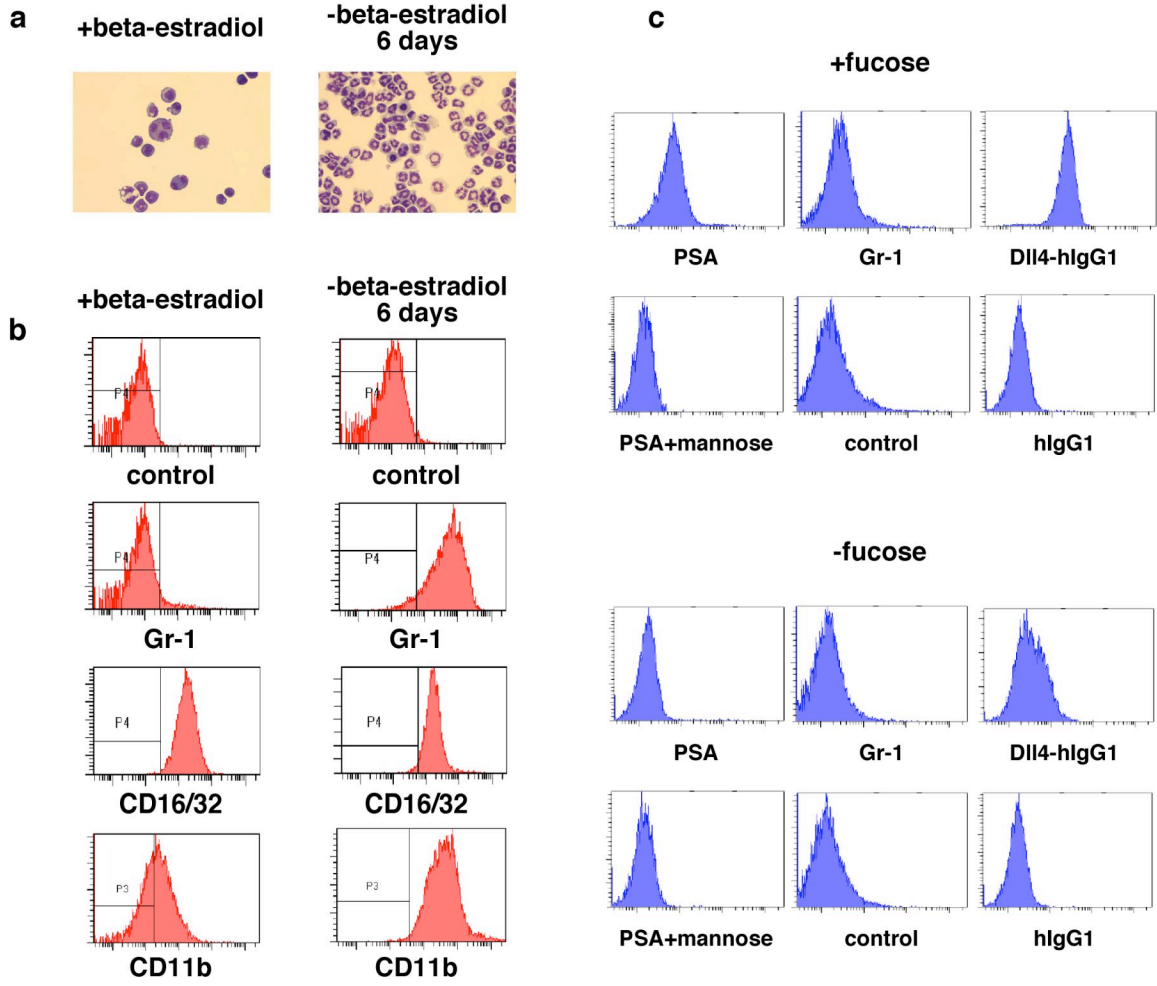 a
+beta-estradiol
-beta-estradiol
6 days
b
+beta-estradiol
-beta-estradiol
6 days
P4
P4
control
control
P4
P4
Gr-1
Gr-1
P4
P4
CD16/32
CD16/32
P3
P3
CD11b
CD11b
c
+fucose
PSA
Gr-1
Dll4-hIgG1
PSA+mannose
control
hIgG1
-fucose
PSA
Gr-1
Dll4-hIgG1
PSA+mannose
control
hIgG1